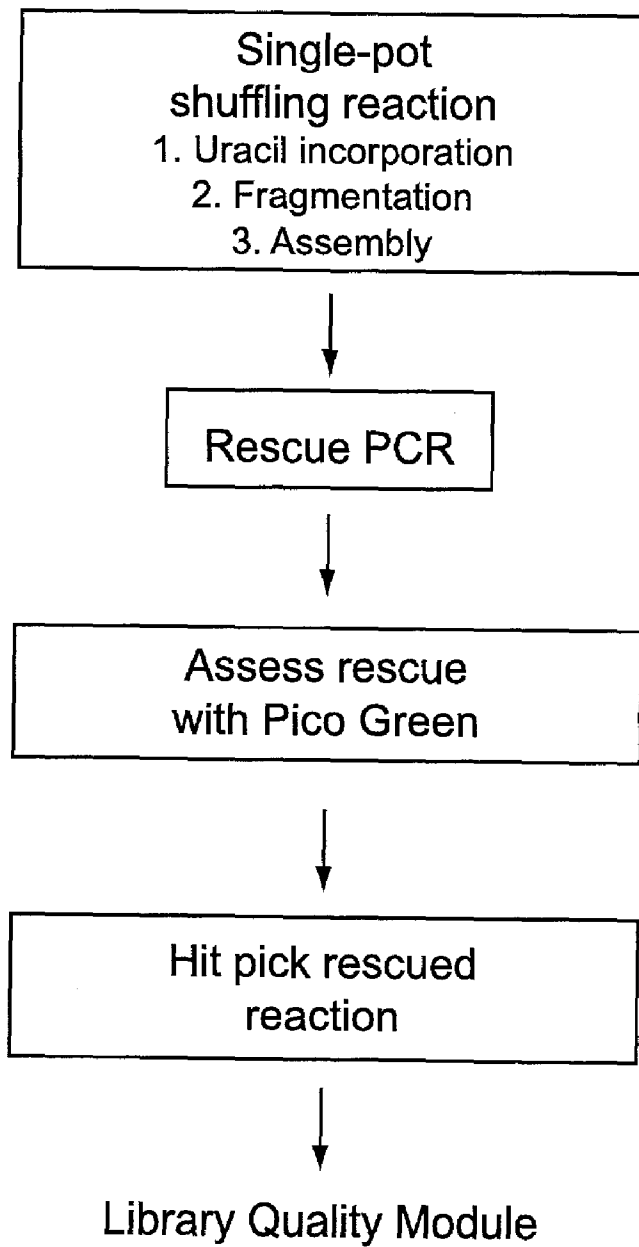 Single-pot
shuffling reaction
1. Uracil incorporation
2. Fragmentation
3. Assembly
Rescue PCR
Assess rescue
with Pico Green
Hit pick rescued
reaction
Library Quality Module